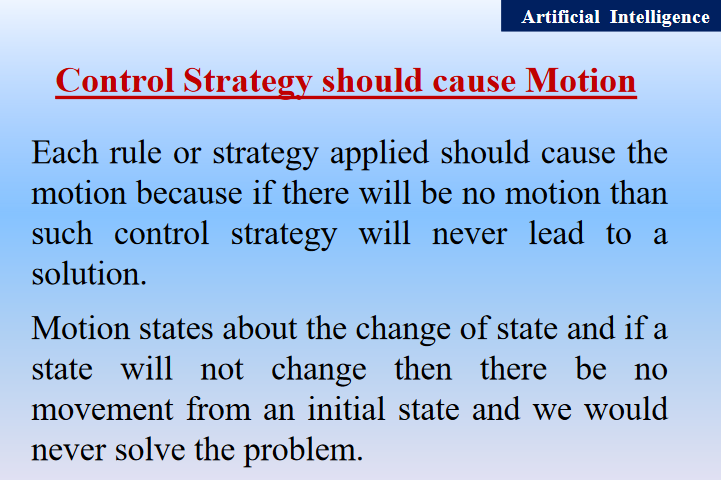 Artificial Intelligence
Control Strategy should cause Motion
Each rule or strategy applied should cause the
motion because if there will be no motion than
such control strategy will never lead to a
solution.
Motion states about the change of state and if a
state will not change then there be no
movement from an initial state and we would
never solve the problem.